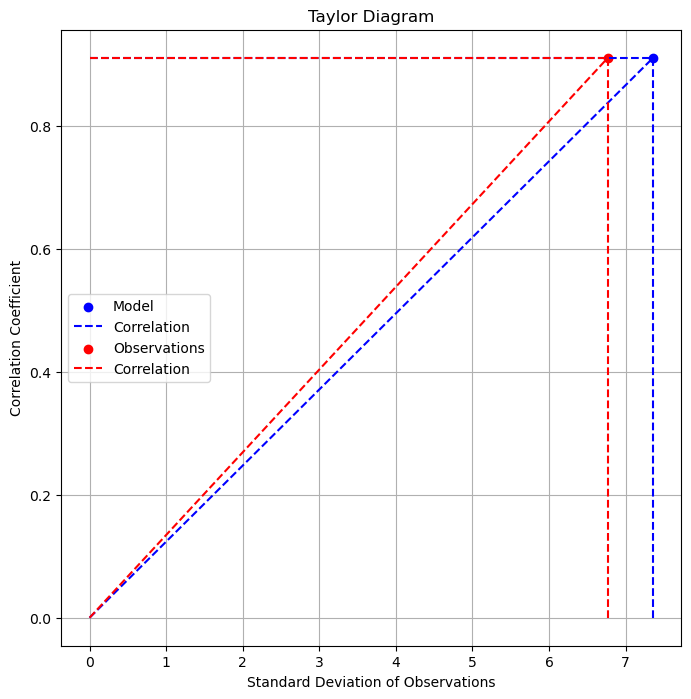 Taylor Diagram
Correlation Coefficient
0.8
0.6
0.4
0.2
0.0
Model
Correlation
Observations
Correlation
0 1 2 3 4 5 6 7
Standard Deviation of Observations